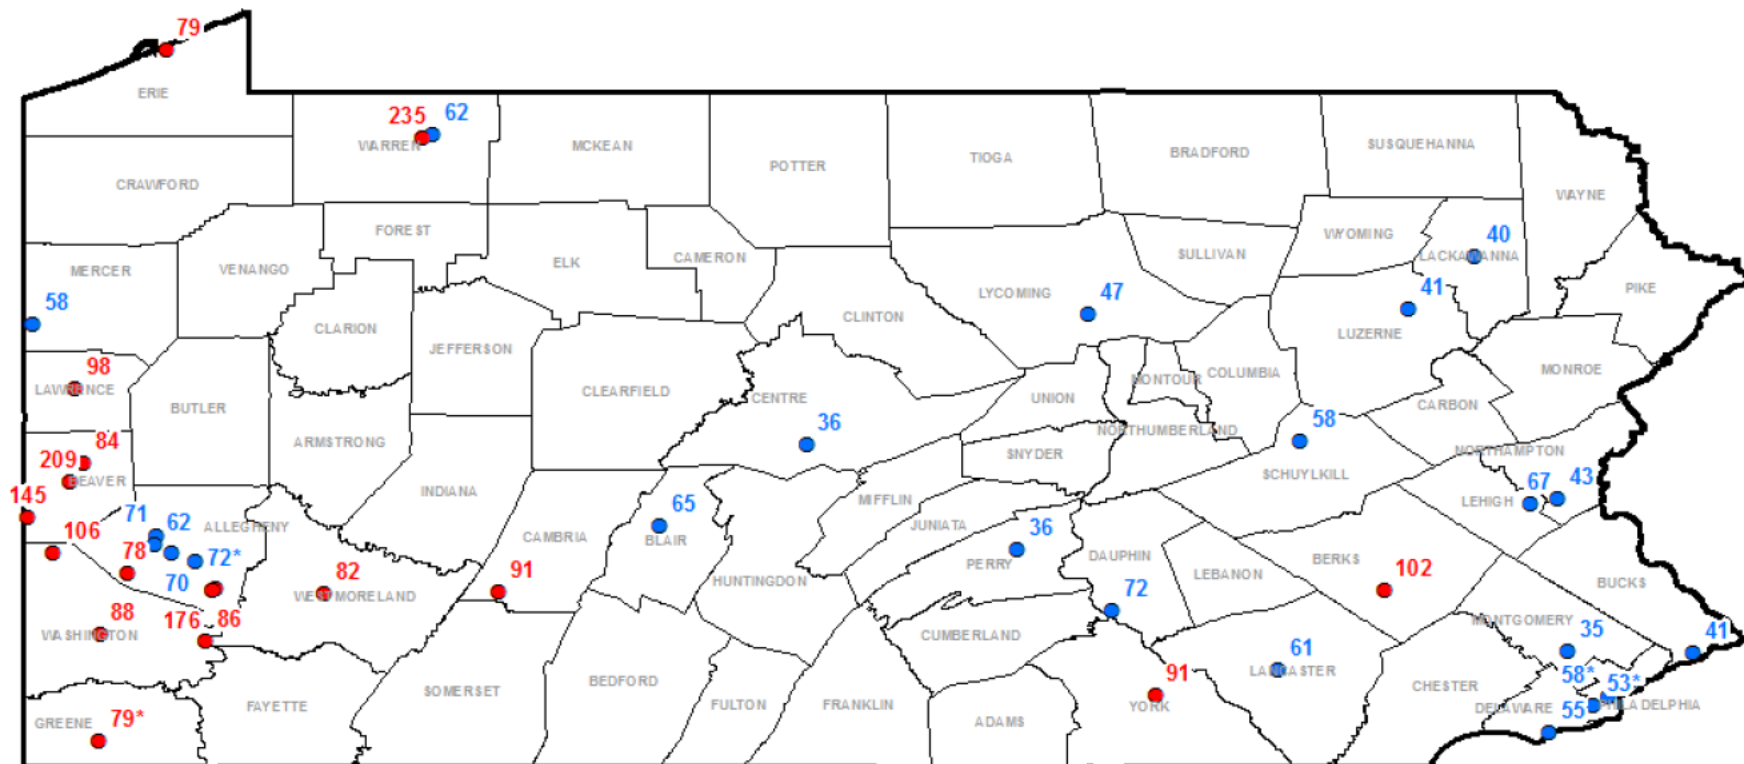 79
ERIE
235
62
WARREN
MCKEAN
POTTER
TIOGA
BRADFORD
SUSQUEHANNA
WAYNE
CRAWFORD
FOREST
VENANGO
MERCER
ELK
CAMERON
SULLIVAN
WYOMING
40
LACKAWANNA
58
CLARION
JEFFERSON
CLINTON
LYCOMING
47
41
LUZERNE
PIKE
98
LAWRENCE
BUTLER
CLEARFIELD
CENTRE
36
UNION
MONTOUR
COLUMBIA
CARBON
MONROE
84
209
BEAVER
ARMSTRONG
INDIANA
SNYDER
NORTHUMBERLAND
58
SCHUYLKILL
NORTHAMPTON
145
71
62
ALLEGHENY
106
78
72*
70
CAMBRIA
65
BLAIR
MIFFLIN
JUNIATA
36
PERRY
DAUPHIN
LEBANON
BERKS
102
LEHIGH
67
43
BUCKS
88
WASHINGTON
176
86
82
WESTMORELAND
91
HUNTINGDON
72
CUMBERLAND
61
LANCASTER
MONTGOMERY
35
41
79*
GREENE
FAYETTE
SOMERSET
BEDFORD
FULTON
FRANKLIN
ADAMS
91
YORK
CHESTER
58*
53*
DELAWARE
55
PHILADELPHIA